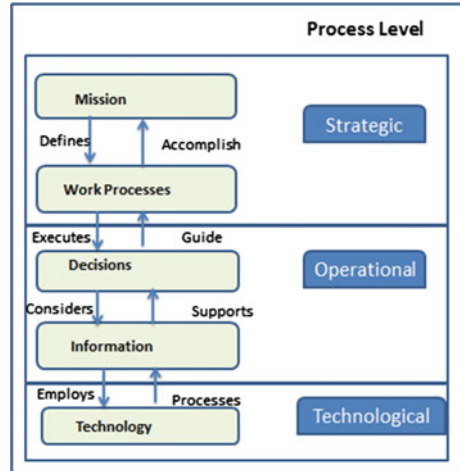 Process Level
Mission
Strategic
Defines
Accomplish
Work Processes
Executes
Guide
Decisions
Operational
Considers
Supports
Information
Employs
Processes
Technology
Technological